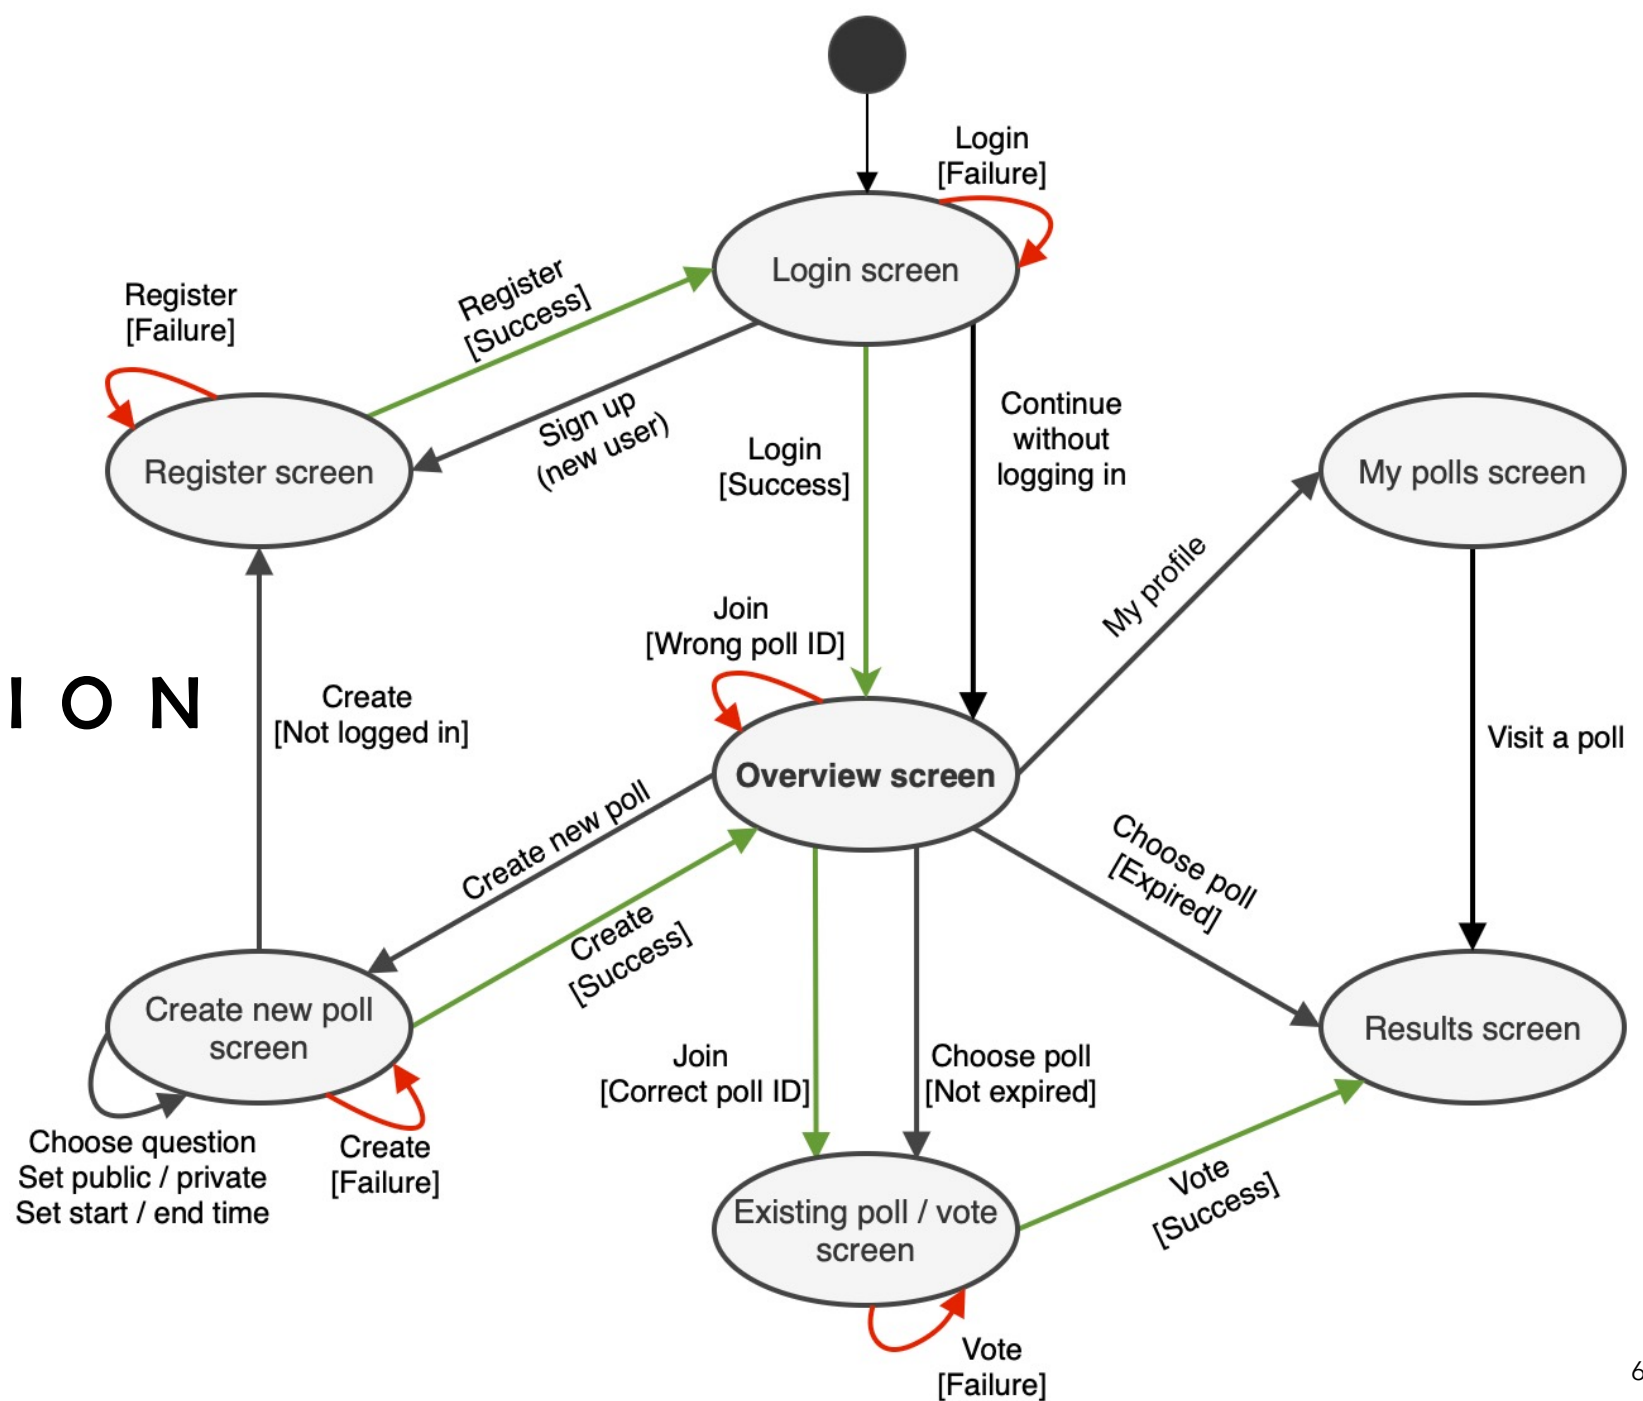 Login
[Failure]
Login screen
Register
[Failure]
Register
[Success]
Register screen
Sign up
(new user)
Login
[Success]
Continue
without
logging in
My polls screen
My profile
Join
[Wrong poll ID]
I O N
Create
[Not logged in]
Overview screen
Visit a poll
Create new poll
Create
[Success]
Choose poll
[Expired]
Create new poll
screen
Results screen
Join
[Correct poll ID]
Choose poll
[Not expired]
Choose question
Set public / private
Set start / end time
Create
[Failure]
Existing poll / vote
screen
Vote
[Success]
Vote
[Failure]
6